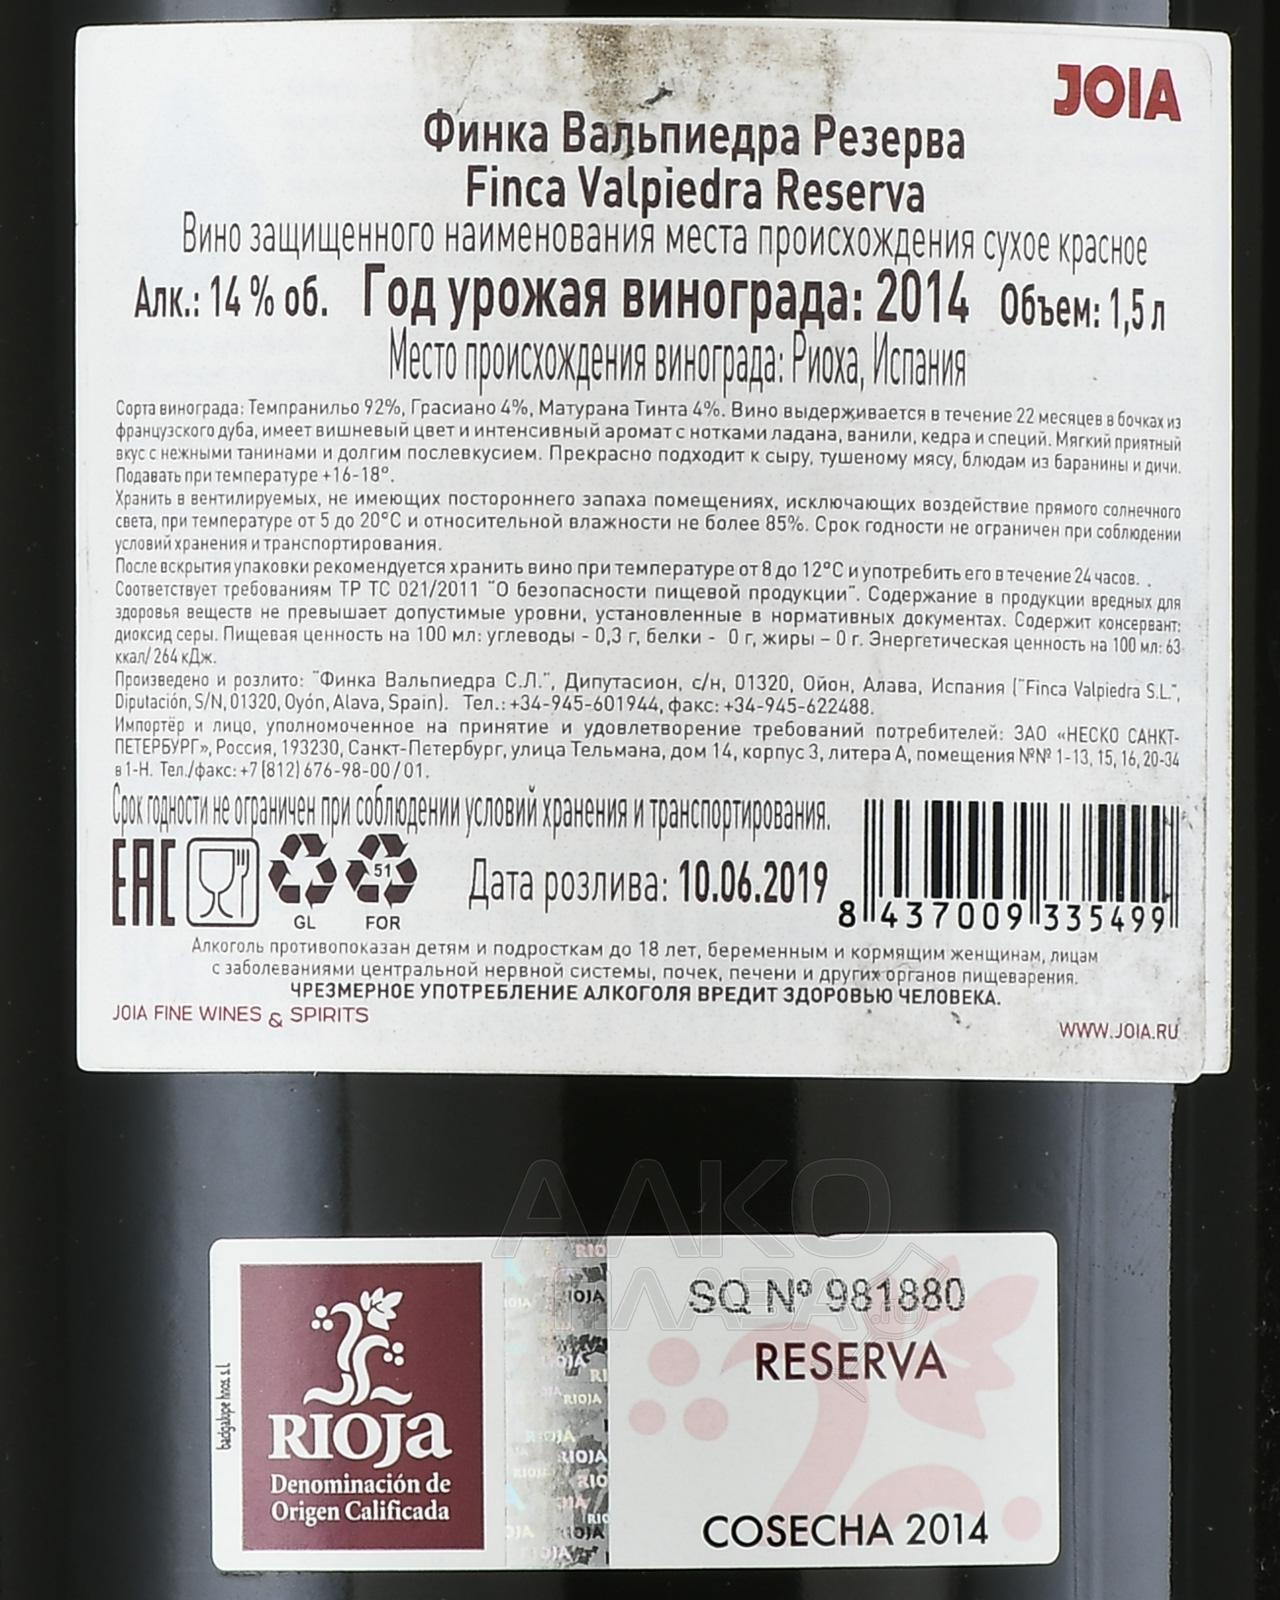 JOIA
Финка Вальпиедра Резерва
Finca Valpiedra Reserva
Вино защищенного наименования места происхождения сухое красное
Алк.: 14 % об. Год урожая винограда: 2014 Объем: 1,5 л
Место происхождения винограда: Риоха, Испания
Сорта винограда: Темпранильо 92%, Грасиано 4%, Матурана Тинта 4%. Вино выдерживается в течение 22 месяцев в бочках из
французского дуба, имеет вишневый цвет и интенсивный аромат с нотками ладана, ванили, кедра и специй. Мягкий приятный
вкус с нежными танинами и долгим послевкусием. Прекрасно подходит к сыру, тушеному мясу, блюдам из баранины и дичи.
Подавать при температуре +16-18°.
Хранить в вентилируемых, не имеющих постороннего запаха помещениях, исключающих воздействие прямого солнечного
света, при температуре от 5 до 20°С и относительной влажности не более 85%. Срок годности не ограничен при соблюдении
условий хранения и транспортирования.
После вскрытия упаковки рекомендуется хранить вино при температуре от 8 до 12°С и употребить его в течение 24 часов. .
Соответствует требованиям ТР ТС 021/2011 "О безопасности пищевой продукции". Содержание в продукции вредных для
здоровья веществ не превышает допустимые уровни, установленные в нормативных документах. Содержит консервант:
диоксид серы. Пищевая ценность на 100 мл: углеводы - 0,3 г, белки - 0 г, жиры – 0 г. Энергетическая ценность на 100 мл: 63
ккал/ 264 кДж.
Произведено и розлито: "Финка Вальпиедра С.Л.", Дипутасион, с/н, 01320, Ойон, Алава, Испания ("Finca Valpiedra S.L.",
Diputación, S/N, 01320, Oyón, Alava, Spain). Тел.: +34-945-601944, факс: +34-945-622488.
Импортёр и лицо, уполномоченное на принятие и удовлетворение требований потребителей: ЗАО «НЕСКО САНКТ-
ПЕТЕРБУРГ», Россия, 193230, Санкт-Петербург, улица Тельмана, дом 14, корпус 3, литера А, помещения №№ 1-13, 15, 16, 20-34
в 1-Н. Тел./факс: +7 (812) 676-98-00/01.
Срок годности не ограничен при соблюдении условий хранения и транспортирования.
EAC
GL
51
FOR
Дата розлива: 10.06.2019
8 437009 335499
Алкоголь противопоказан детям и подросткам до 18 лет, беременным и кормящим женщинам, лицам
с заболеваниями центральной нервной системы, почек, печени и других органов пищеварения.
ЧРЕЗМЕРНОЕ УПОТРЕБЛЕНИЕ АЛКОГОЛЯ ВРЕДИТ ЗДОРОВЬЮ ЧЕЛОВЕКА.
JOIA FINE WINES & SPIRITS
WWW.JOIA.RU
АЛКО
ПЛАЗА.RU
badgalupe hnos. s.l.
RIOJA
Denominación de
Origen Calificada
RIOJA
SQ Nº 981880
RESERVA
COSECHA 2014